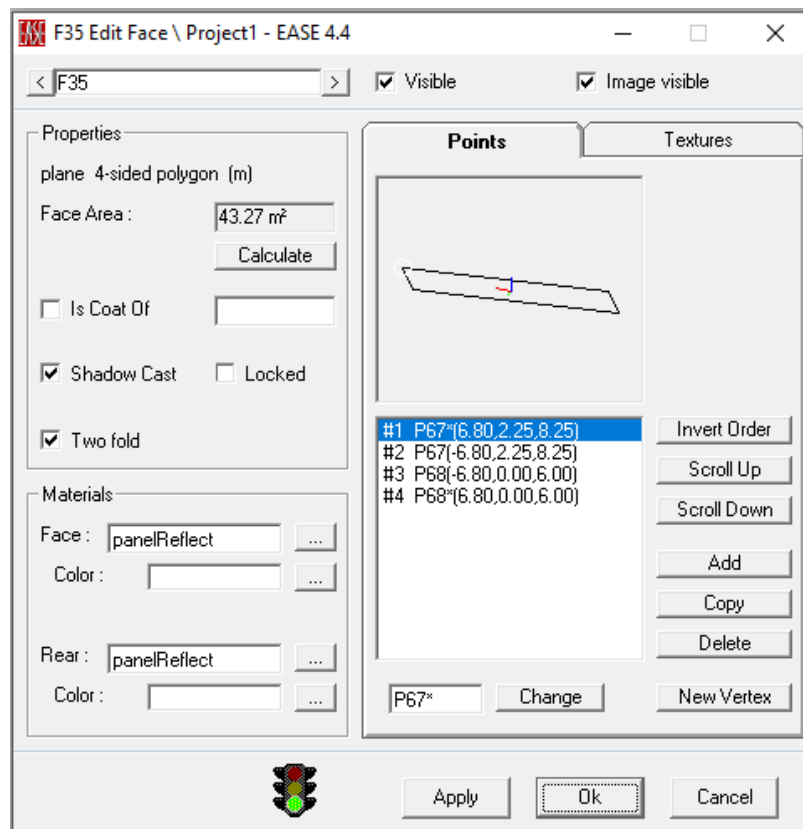 EASE F35 Edit Face \ Project1 - EASE 4.4
< F35 > Visible Image visible
Properties
plane 4-sided polygon (m)
Face Area : 43.27 m²
Calculate
Is Coat Of
Shadow Cast Locked
Two fold
Materials
Face : panelReflect ...
Color : ...
Rear : panelReflect ...
Color : ...
Points Textures
#1 P67*(6.80,2.25,8.25)
#2 P67(-6.80,2.25,8.25)
#3 P68(-6.80,0.00,6.00)
#4 P68*(6.80,0.00,6.00)
Invert Order
Scroll Up
Scroll Down
Add
Copy
Delete
P67* Change New Vertex
Apply Ok Cancel